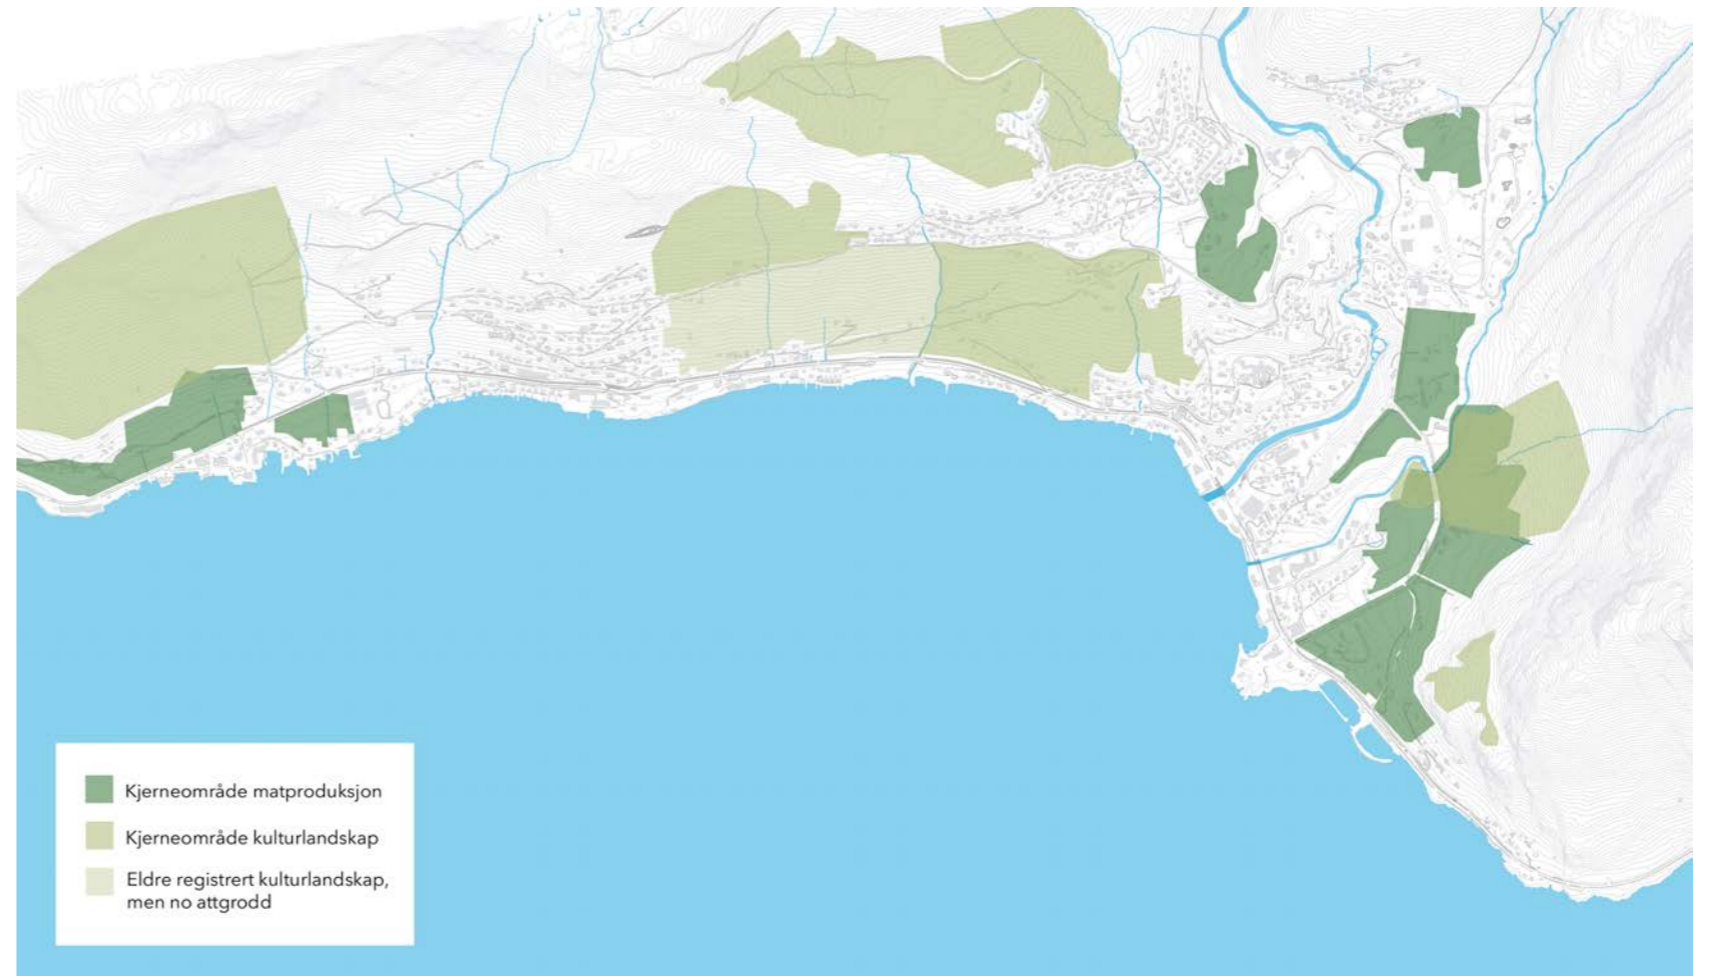 Kjerneområde matproduksjon
Kjerneområde kulturlandskap
Eldre registrert kulturlandskap,
men no attgrodd